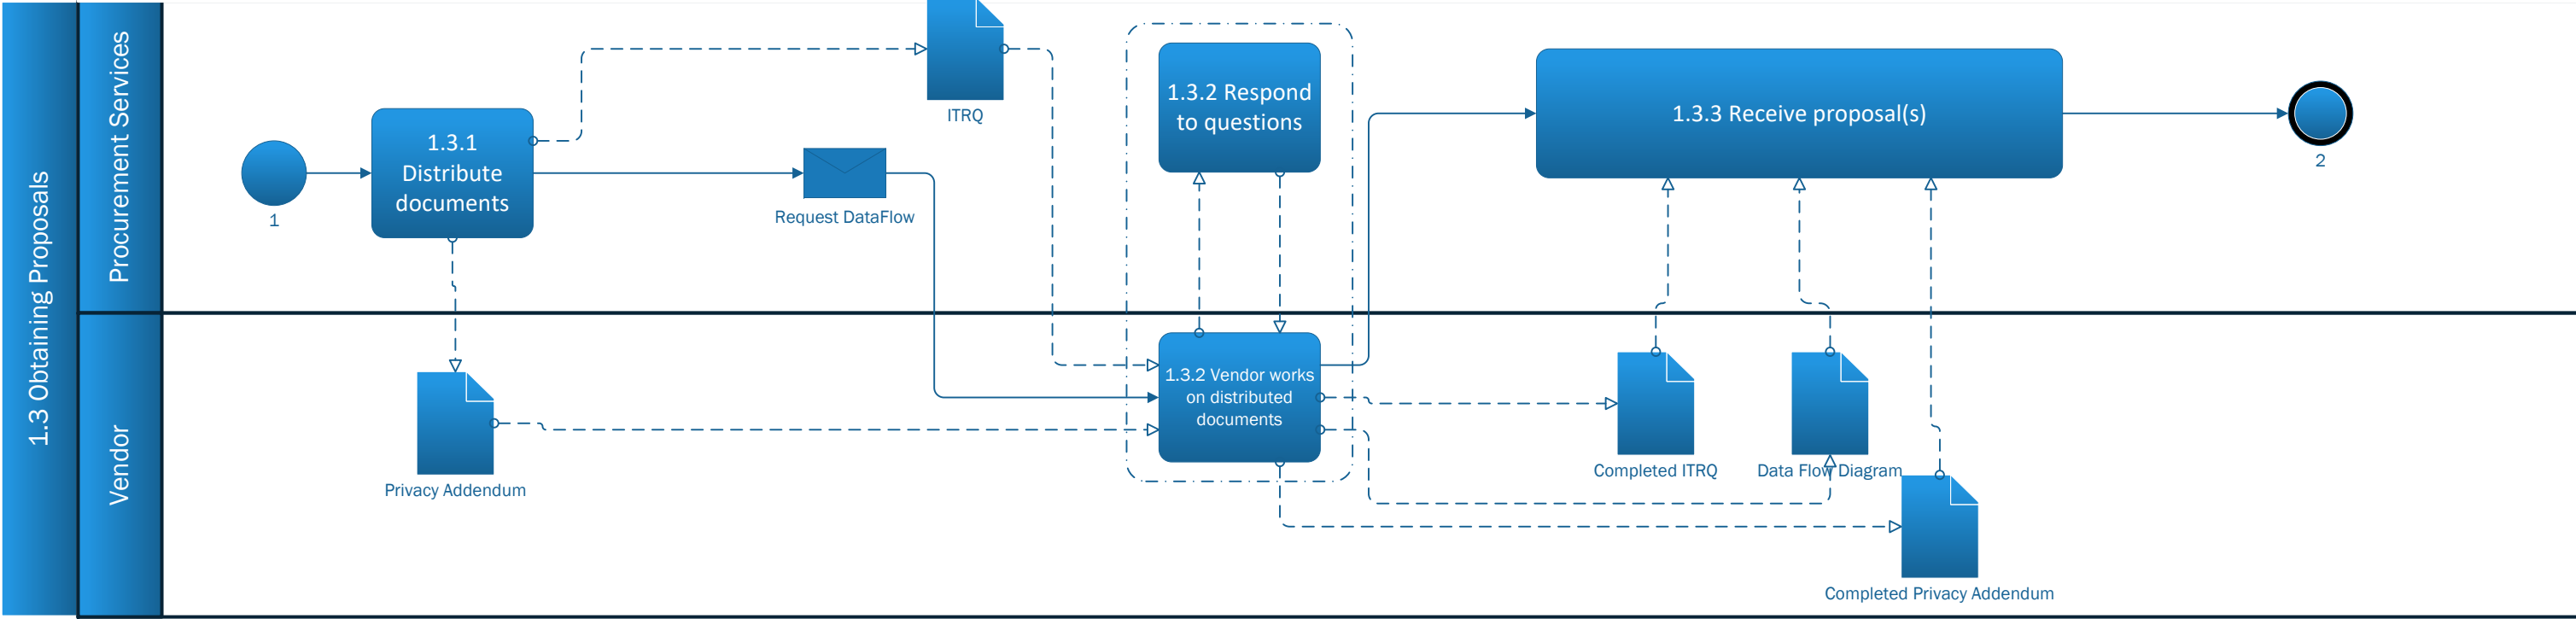 1.3 Obtaining Proposals
Procurement Services
Vendor
1
1.3.1
Distribute
documents
ITRQ
Request DataFlow
1.3.2 Respond
to questions
1.3.3 Receive proposal(s)
2
Privacy Addendum
1.3.2 Vendor works
on distributed
documents
Completed ITRQ
Data Flow Diagram
Completed Privacy Addendum